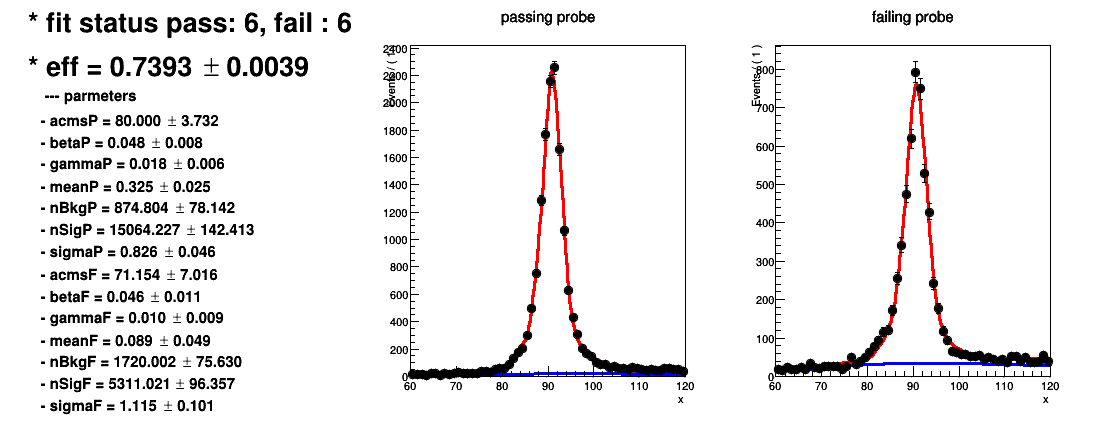 * fit status pass: 6, fail : 6
* eff = 0.7393 ± 0.0039
--- parmeters
- acmsP = 80.000 ± 3.732
- betaP = 0.048 ± 0.008
- gammaP = 0.018 ± 0.006
- meanP = 0.325 ± 0.025
- nBkgP = 874.804 ± 78.142
- nSigP = 15064.227 ± 142.413
- sigmaP = 0.826 ± 0.046
- acmsF = 71.154 ± 7.016
- betaF = 0.046 ± 0.011
- gammaF = 0.010 ± 0.009
- meanF = 0.089 ± 0.049
- nBkgF = 1720.002 ± 75.630
- nSigF = 5311.021 ± 96.357
- sigmaF = 1.115 ± 0.101
passing probe
Events / ( 1 )
2400
2200
2000
1800
1600
1400
1200
1000
800
600
400
200
0
60 70 80 90 100 110 120
x
failing probe
Events / ( 1 )
800
700
600
500
400
300
200
100
0
60 70 80 90 100 110 120
x